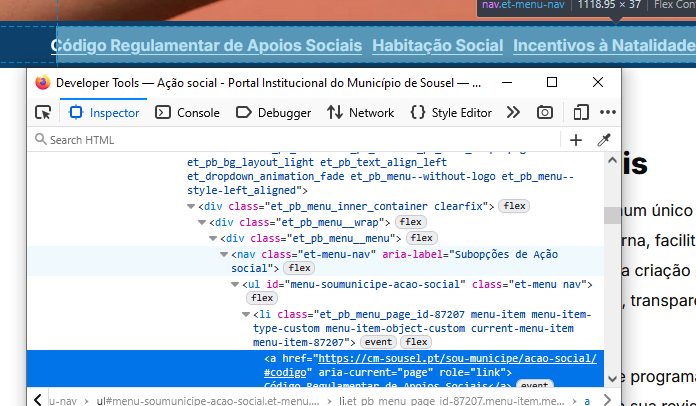 nav.et-menu-nav | 1118.95 × 37 | Flex Con
Código Regulamentar de Apoios Sociais Habitação Social Incentivos à Natalidade
Developer Tools — Ação social - Portal Institucional do Município de Sousel — ...
Inspector Console Debugger Network Style Editor
Search HTML
et_pb_bg_layout_light et_pb_text_align_left
et_dropdown_animation_fade et_pb_menu--without-logo et_pb_menu--
style-left_aligned">
<div class="et_pb_menu_inner_container clearfix"> flex
<div class="et_pb_menu__wrap"> flex
<div class="et_pb_menu__menu"> flex
<nav class="et-menu-nav" aria-label="Subopções de Ação
social"> flex
<ul id="menu-soumunicipe-acao-social" class="et-menu nav">
flex
<li class="et_pb_menu_page_id-87207 menu-item menu-item-
type-custom menu-item-object-custom current-menu-item
menu-item-87207"> event flex
<a href="https://cm-sousel.pt/sou-municipe/acao-social/
#codigo" aria-current="page" role="link">
Código Regulamentar de Apoios Sociais</a> event
u-nav ul#menu-soumunicipe-acao-social.et-menu.... li.et_pb_menu_page_id-87207.menu-item.me... a
is
um único
rna, facilit
a criação
, transpare
e programa
sua revis